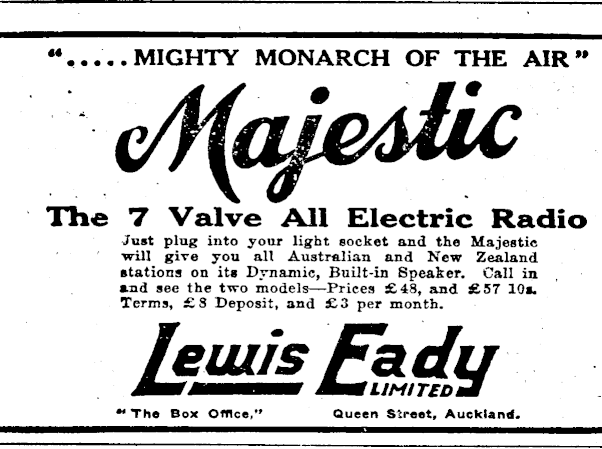 ".....MIGHTY MONARCH OF THE AIR"
Majestic
The 7 Valve All Electric Radio
Just plug into your light socket and the Majestic
will give you all Australian and New Zealand
stations on its Dynamic, Built-in Speaker. Call in
and see the two models—Prices £48, and £57 10s.
Terms, £8 Deposit, and £3 per month.
Lewis Eady
LIMITED
"The Box Office," Queen Street, Auckland.